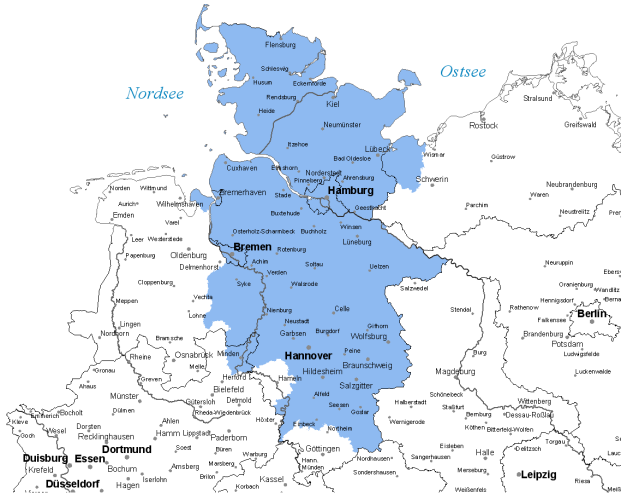 Flensburg
Ostsee
Schleswig
Husum
Eckernförde
Nordsee
Rendsburg
Kiel
Stralsund
Heide
Rostock
Greifswald
Neumünster
Itzehoe
Lübeck
Bad Oldesloe
Wismar
Güstrow
Cuxhaven
Elmshorn
Norderstedt
Ahrensburg
Pinneberg
Schwerin
Neubrandenburg
Norden
Wittmund
Bremerhaven
Stade
Hamburg
Waren
Aurich
Wilhelmshaven
Geesthacht
Parchim
Neustrelitz
Emden
Buxtehude
Varel
Winsen
Leer
Westerstede
Osterholz-Scharmbeck
Buchholz
Lüneburg
Papenburg
Oldenburg
Bremen
Rotenburg
Delmenhorst
Achim
Soltau
Uelzen
Neuruppin
Verden
Cloppenburg
Syke
Walsrode
Salzwedel
Oranienburg
Wandlitz
Meppen
Vechta
Hennigsdorf
Lohne
Nienburg
Celle
Stendal
Rathenow
Berlin
Lingen
Neustadt
Falkensee
Nordhorn
Garbsen
Burgdorf
Gifhorn
Wolfsburg
Brandenburg
Potsdam
Bramsche
Osnabrück
Minden
Hannover
Peine
Burg
Ludwigsfelde
Rheine
Melle
Braunschweig
Gronau
Herford
Hameln
Hildesheim
Magdeburg
Luckenwalde
Ahaus
Greven
Bielefeld
Salzgitter
Münster
Gütersloh
Detmold
Alfeld
Schönebeck
Emmerich
Bocholt
Dülmen
Rheda-Wiedenbrück
Seesen
Goslar
Halberstadt
Staßfurt
Wittenberg
Kleve
Wesel
Dorsten
Ahlen
Höxter
Einbeck
Northeim
Wernigerode
Bernburg
Dessau-Roßlau
Goch
Recklinghausen
Hamm
Lippstadt
Paderborn
Köthen
Bitterfeld-Wolfen
Dortmund
Soest
Büren
Warburg
Göttingen
Eisleben
Torgau
Duisburg
Essen
Bochum
Arnsberg
Marsberg
Hann.
Münden
Nordhausen
Sangerhausen
Halle
Delitzsch
Krefeld
Hagen
Iserlohn
Brilon
Kassel
Sondershausen
Merseburg
Leipzig
Düsseldorf
Korbach
Weißenfels
Riesa